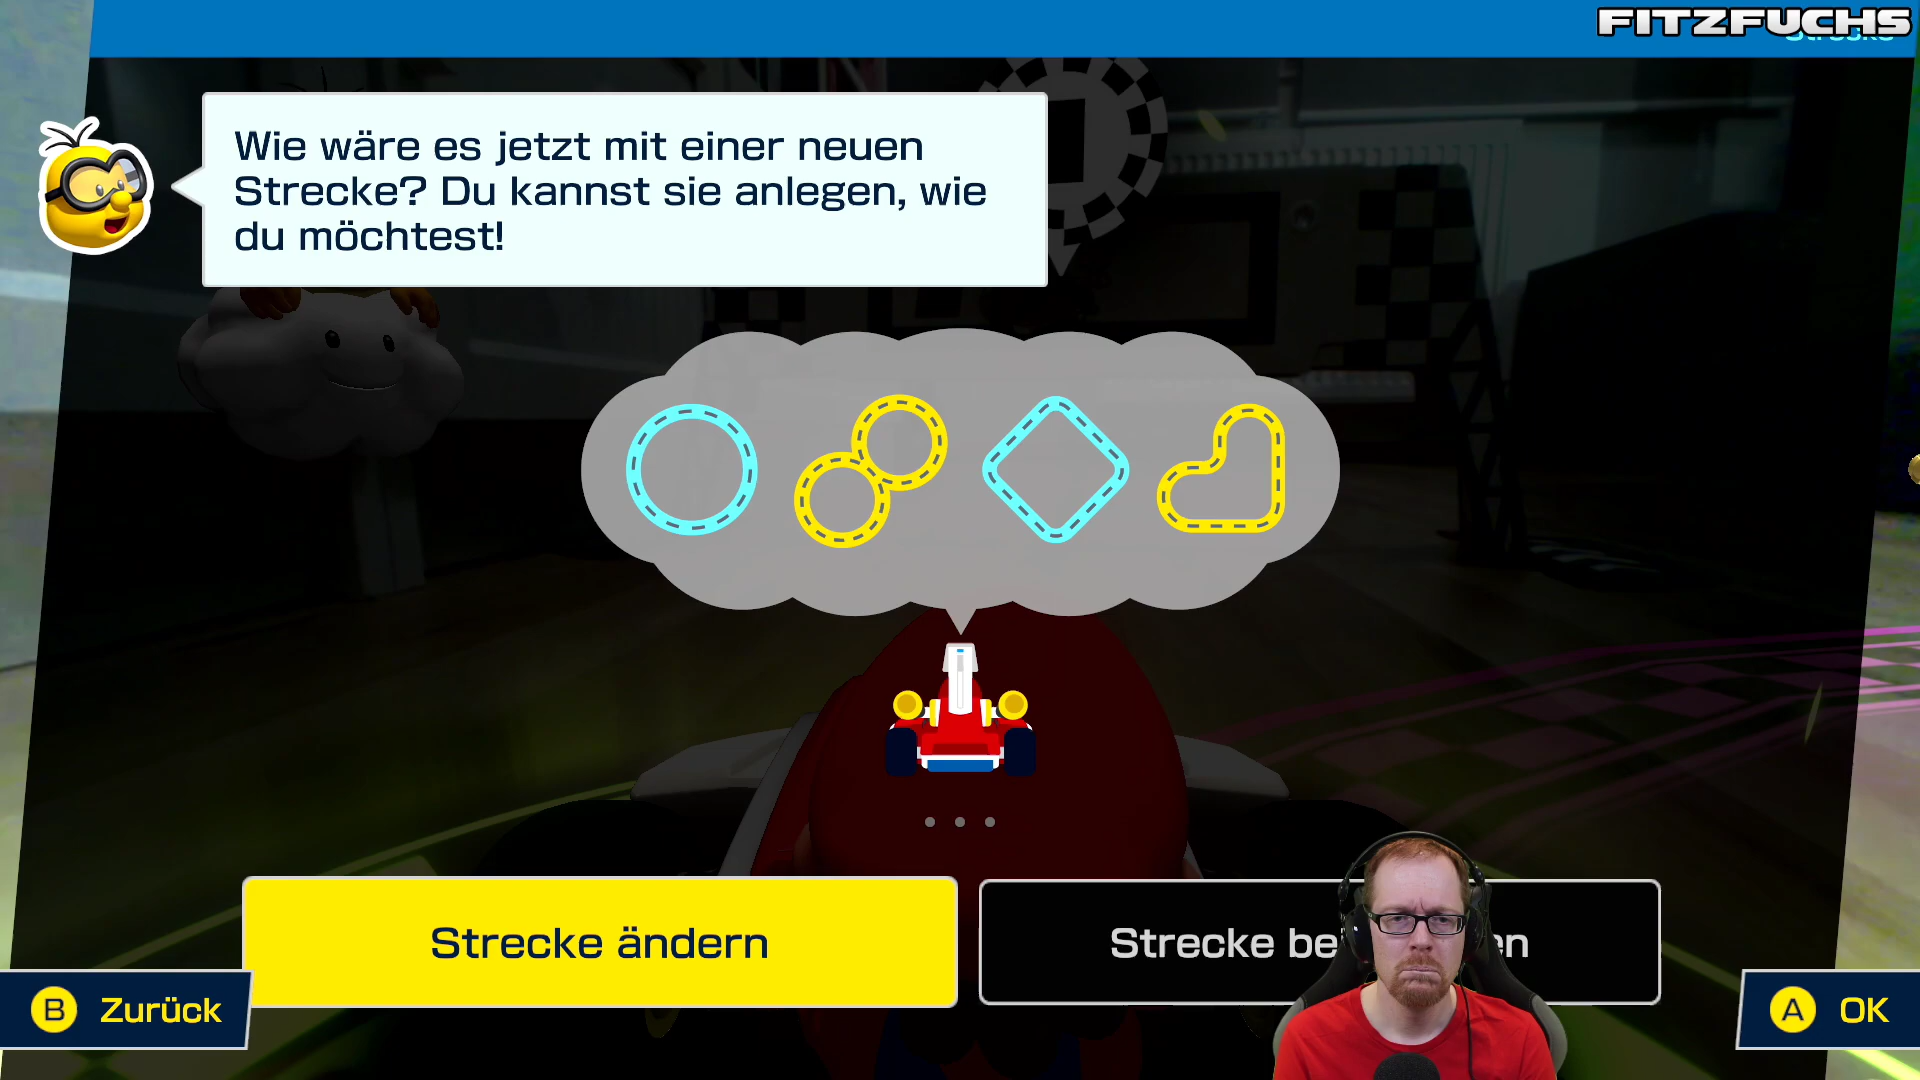 FITZFUCHS
Wie wäre es jetzt mit einer neuen
Strecke? Du kannst sie anlegen, wie
du möchtest!
Strecke ändern
Strecke
B Zurück
A OK